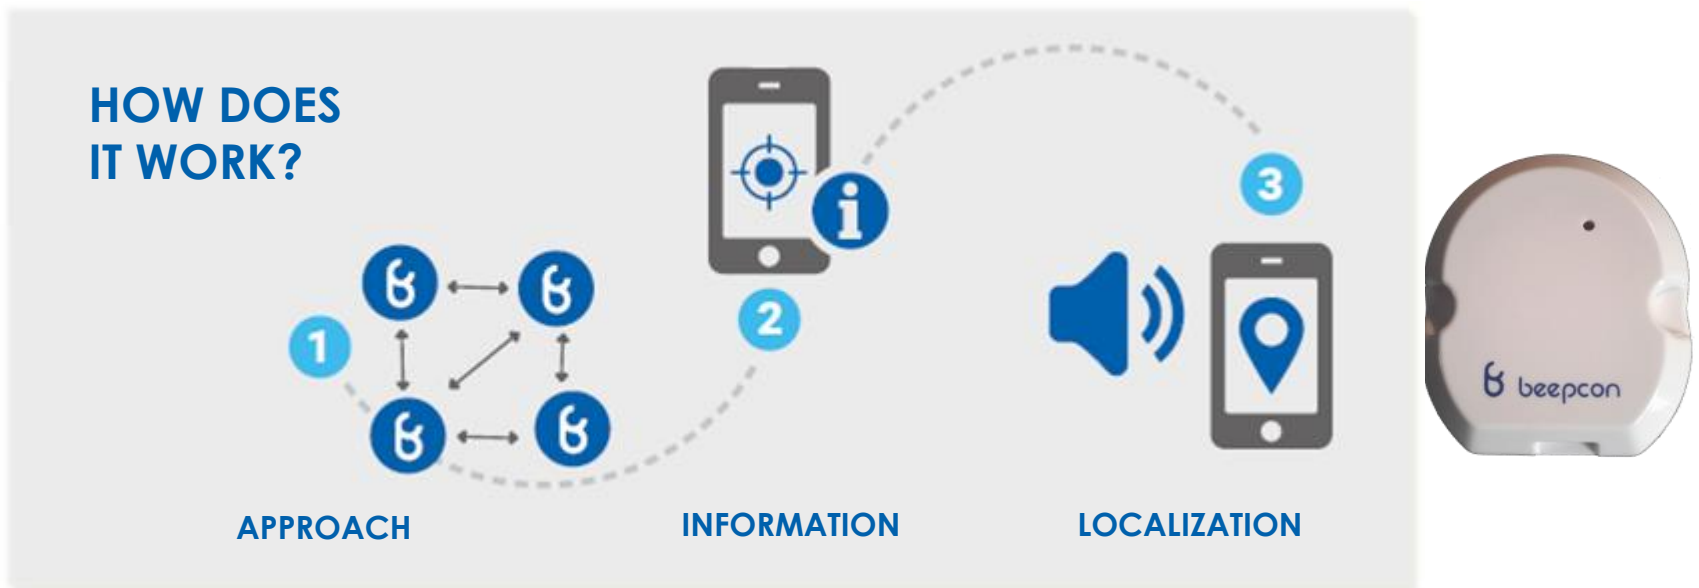 HOW DOES
IT WORK?
1
2
i
3
APPROACH
INFORMATION
LOCALIZATION
beepcon